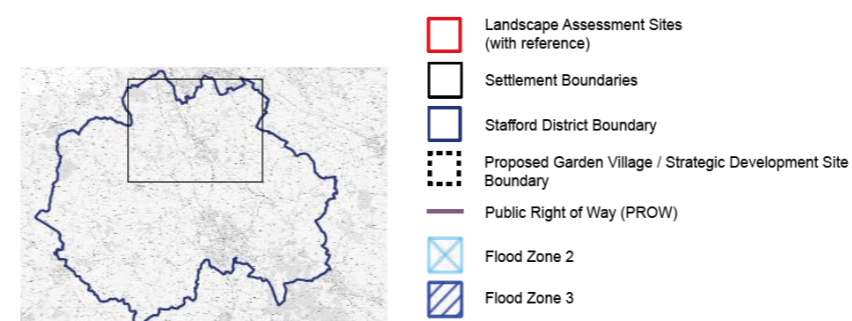 Landscape Assessment Sites
(with reference)
Settlement Boundaries
Stafford District Boundary
Proposed Garden Village / Strategic Development Site
Boundary
Public Right of Way (PROW)
Flood Zone 2
Flood Zone 3